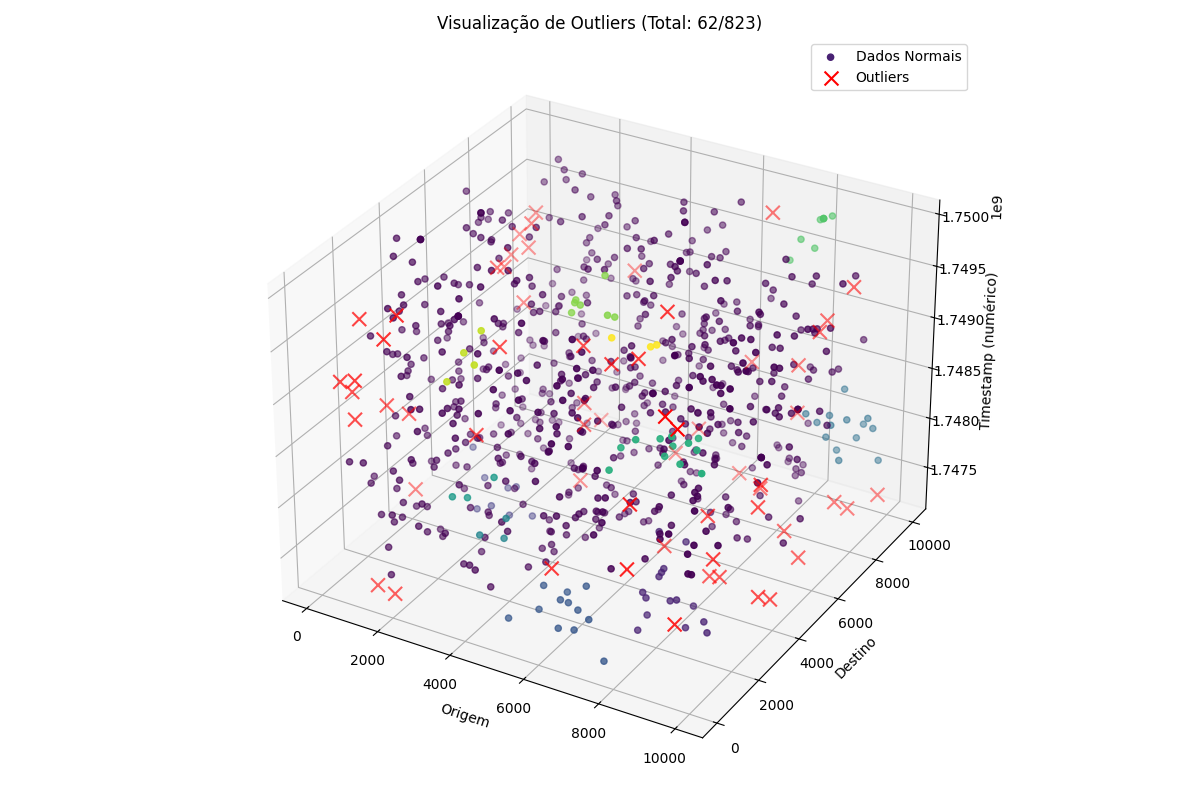 Visualização de Outliers (Total: 62/823)
Dados Normais
Outliers
1e9
1.7500
1.7495
1.7490
1.7485
1.7480
1.7475
Timestamp (numérico)
0
2000
4000
6000
8000
10000
Origem
0
2000
4000
6000
8000
10000
Destino